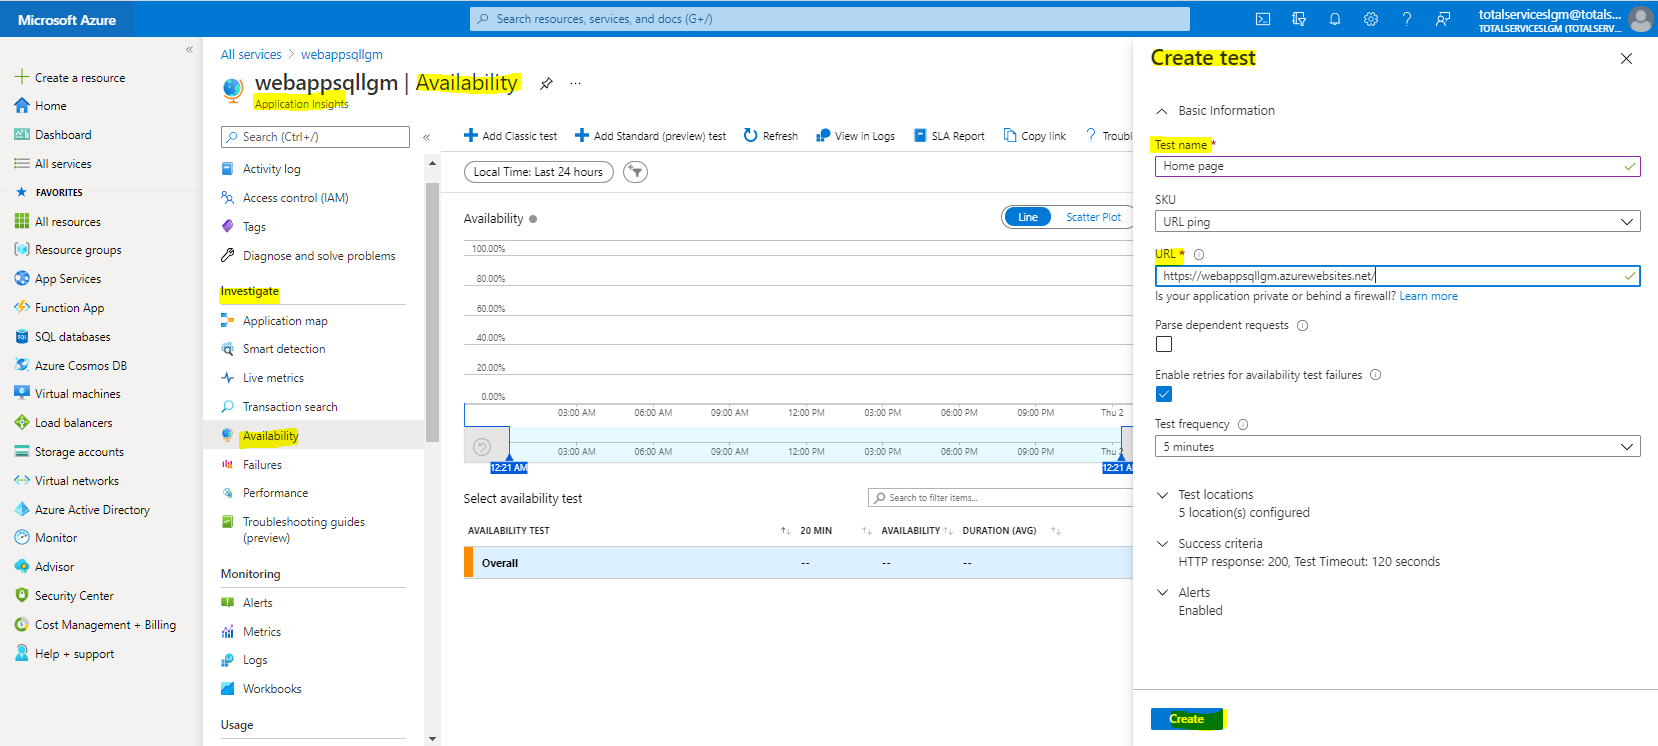 Microsoft Azure
Search resources, services, and docs (G+/)
totalserviceslgm@totals...
TOTALSERVICESLGM (TOTALSERV...
Create a resource
Home
Dashboard
All services
FAVORITES
All resources
Resource groups
App Services
Function App
SQL databases
Azure Cosmos DB
Virtual machines
Load balancers
Storage accounts
Virtual networks
Azure Active Directory
Monitor
Advisor
Security Center
Cost Management + Billing
Help + support
All services > webappsqllgm
webappsqllgm | Availability
Application Insights
Search (Ctrl+/)
Activity log
Access control (IAM)
Tags
Diagnose and solve problems
Investigate
Application map
Smart detection
Live metrics
Transaction search
Availability
Failures
Performance
Troubleshooting guides
(preview)
Monitoring
Alerts
Metrics
Logs
Workbooks
Usage
Add Classic test
Add Standard (preview) test
Refresh
View in Logs
SLA Report
Copy link
Troubl
Local Time: Last 24 hours
Availability
Line
Scatter Plot
100.00%
80.00%
60.00%
40.00%
20.00%
0.00%
03:00 AM 06:00 AM 09:00 AM 12:00 PM 03:00 PM 06:00 PM 09:00 PM Thu 2
03:00 AM 06:00 AM 09:00 AM 12:00 PM 03:00 PM 06:00 PM 09:00 PM Thu 2
12:21 AM
12:21 A
Select availability test
Search to filter items...
AVAILABILITY TEST 20 MIN AVAILABILITY DURATION (AVG)
Overall -- -- --
Create test
Basic Information
Test name *
Home page
SKU
URL ping
URL *
https://webappsqllgm.azurewebsites.net/
Is your application private or behind a firewall? Learn more
Parse dependent requests
Enable retries for availability test failures
Test frequency
5 minutes
Test locations
5 location(s) configured
Success criteria
HTTP response: 200, Test Timeout: 120 seconds
Alerts
Enabled
Create